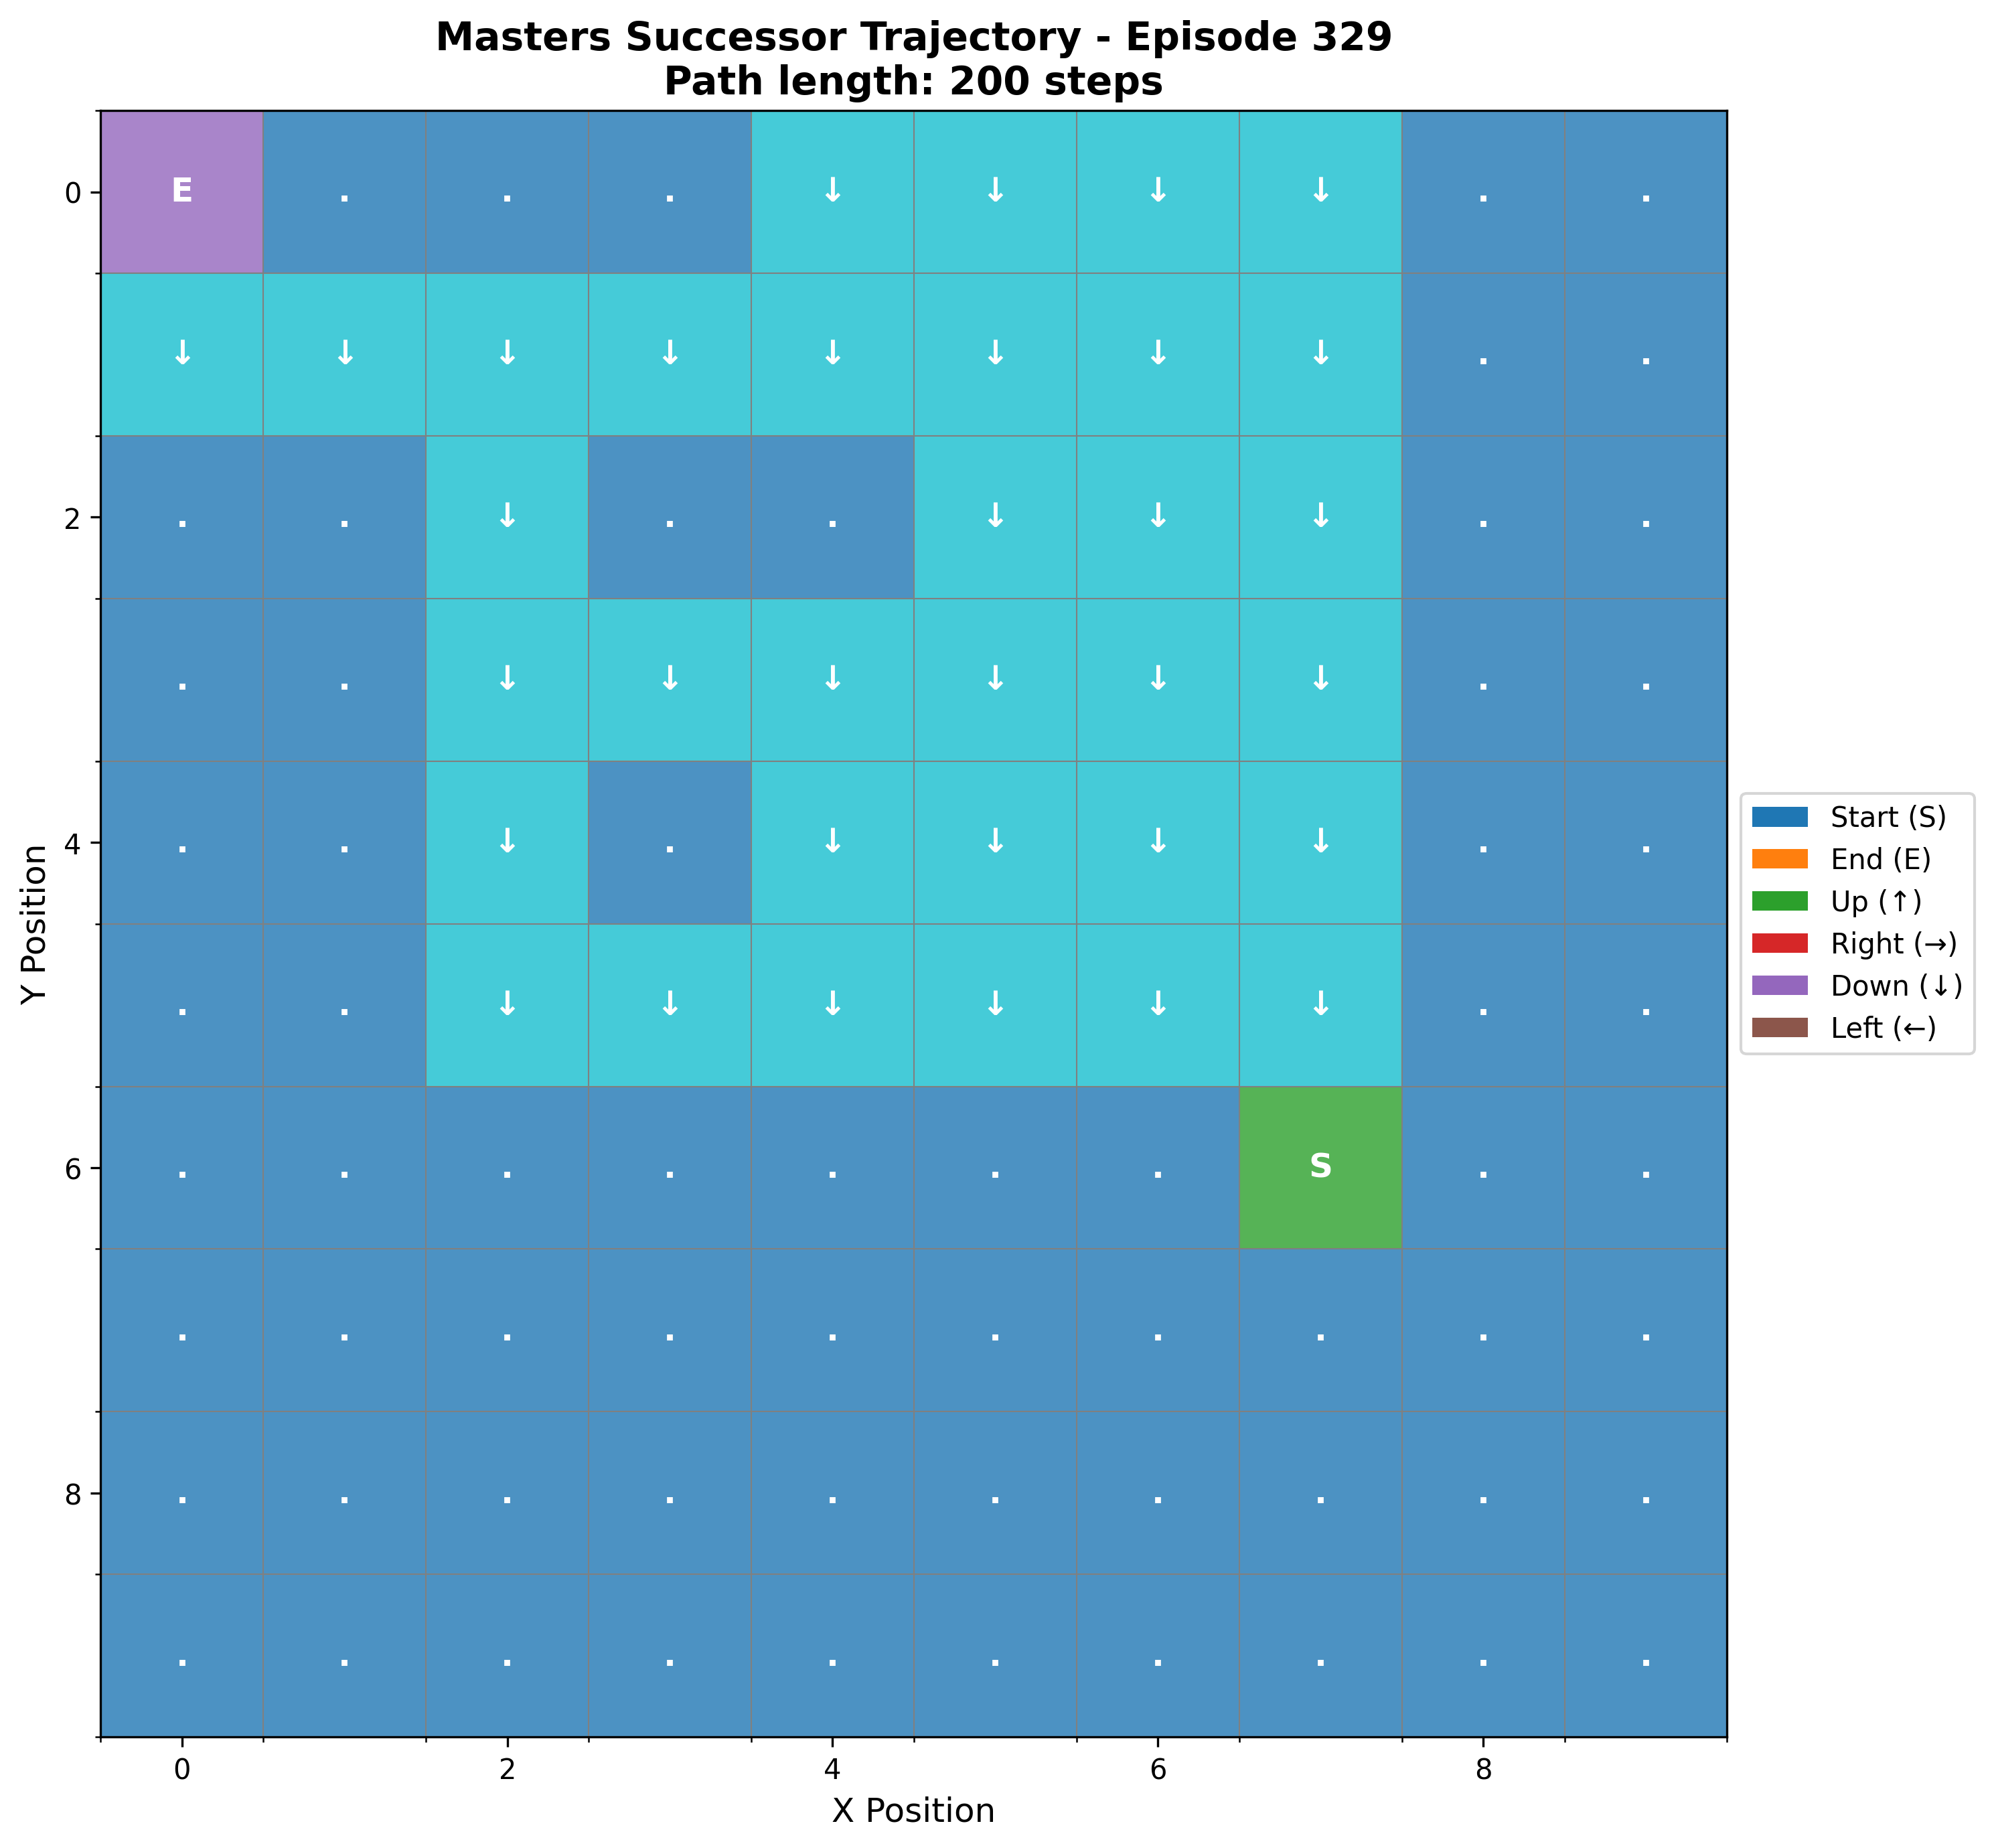 Masters Successor Trajectory - Episode 329
Path length: 200 steps
0 E . . . ↓ ↓ ↓ ↓ . .
↓ ↓ ↓ ↓ ↓ ↓ ↓ ↓ . .
2 . . ↓ . . ↓ ↓ ↓ . .
. . ↓ ↓ ↓ ↓ ↓ ↓ . .
4 . . ↓ . ↓ ↓ ↓ ↓ . .
. . ↓ ↓ ↓ ↓ ↓ ↓ . .
6 . . . . . . . S . .
. . . . . . . . . .
8 . . . . . . . . . .
. . . . . . . . . .
0 2 4 6 8
X Position
Y Position
Start (S)
End (E)
Up (↑)
Right (→)
Down (↓)
Left (←)